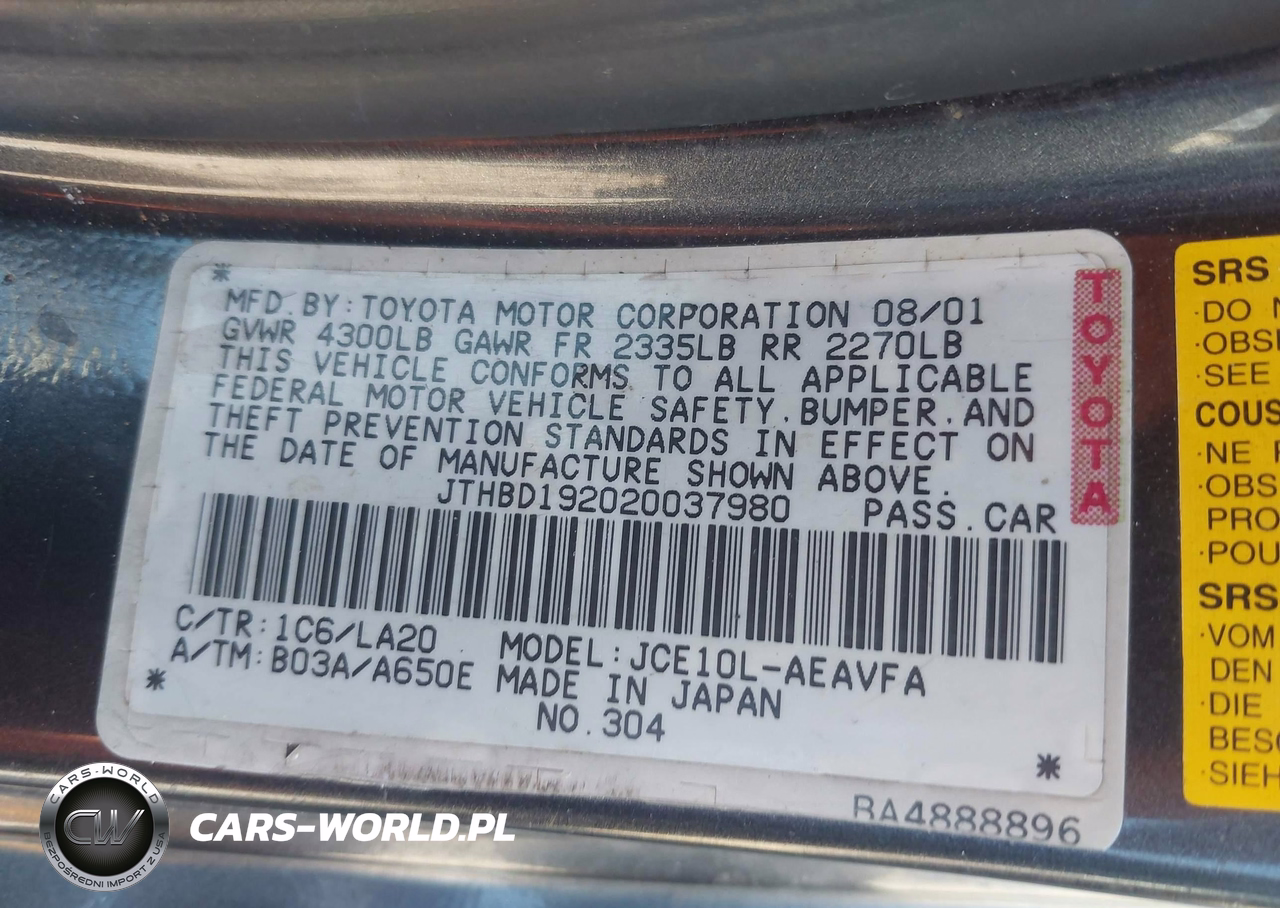 MFD. BY: TOYOTA MOTOR CORPORATION 08/01
GVWR 4300LB GAWR FR 2335LB RR 2270LB
THIS VEHICLE CONFORMS TO ALL APPLICABLE
FEDERAL MOTOR VEHICLE SAFETY, BUMPER, AND
THEFT PREVENTION STANDARDS IN EFFECT ON
THE DATE OF MANUFACTURE SHOWN ABOVE.
JTHBD192020037980 PASS. CAR
C/TR: 1C6/LA20 MODEL: JCE10L-AEAVFA
A/TM: B03A/A650E MADE IN JAPAN
NO. 304
BA4888896
TOYOTA
SRS
·DO
·OBS
·SEE
COUS
·NE
·OBS
PRO
·POU
SRS
·VOM
DEN
·DIE
BESC
·SIEH
CARS-WORLD
CW
BEZPOŚREDNI IMPORT Z USA
CARS-WORLD.PL